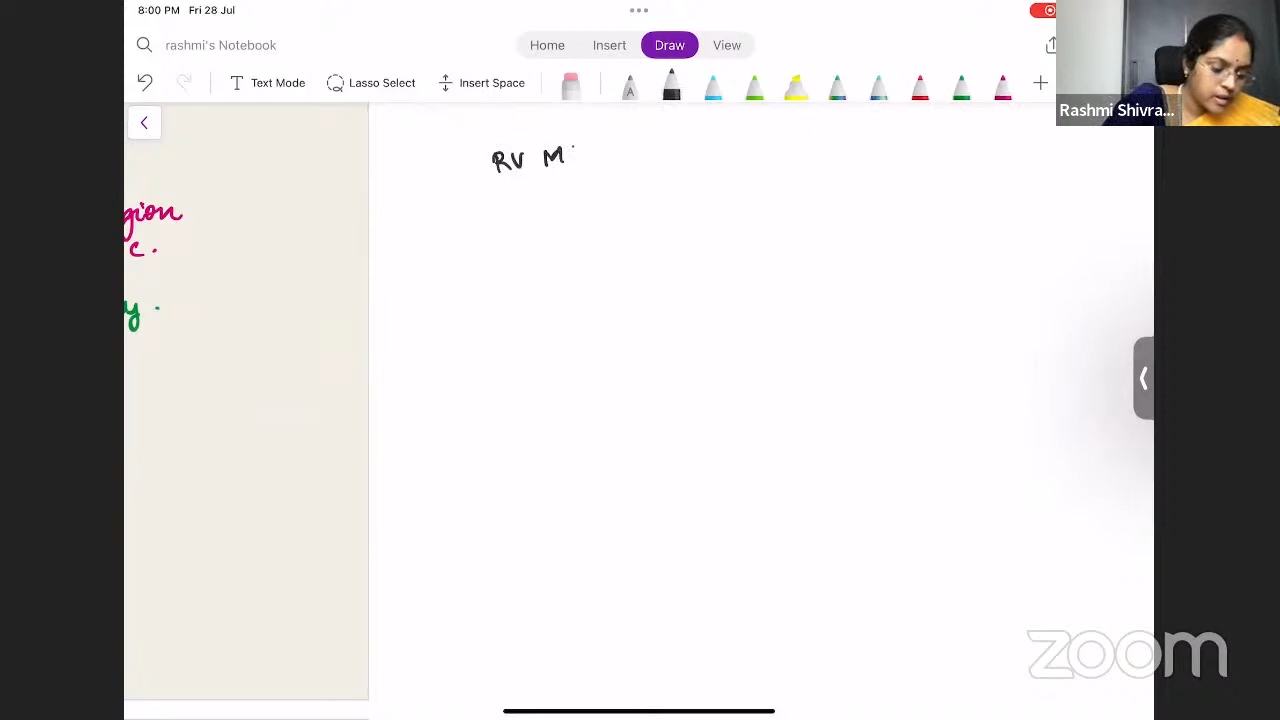 8:00 PM Fri 28 Jul
rashmi's Notebook
Home Insert Draw View
Text Mode Lasso Select Insert Space
A
Rashmi Shivra...
RV M
gion
c.
y.
zoom